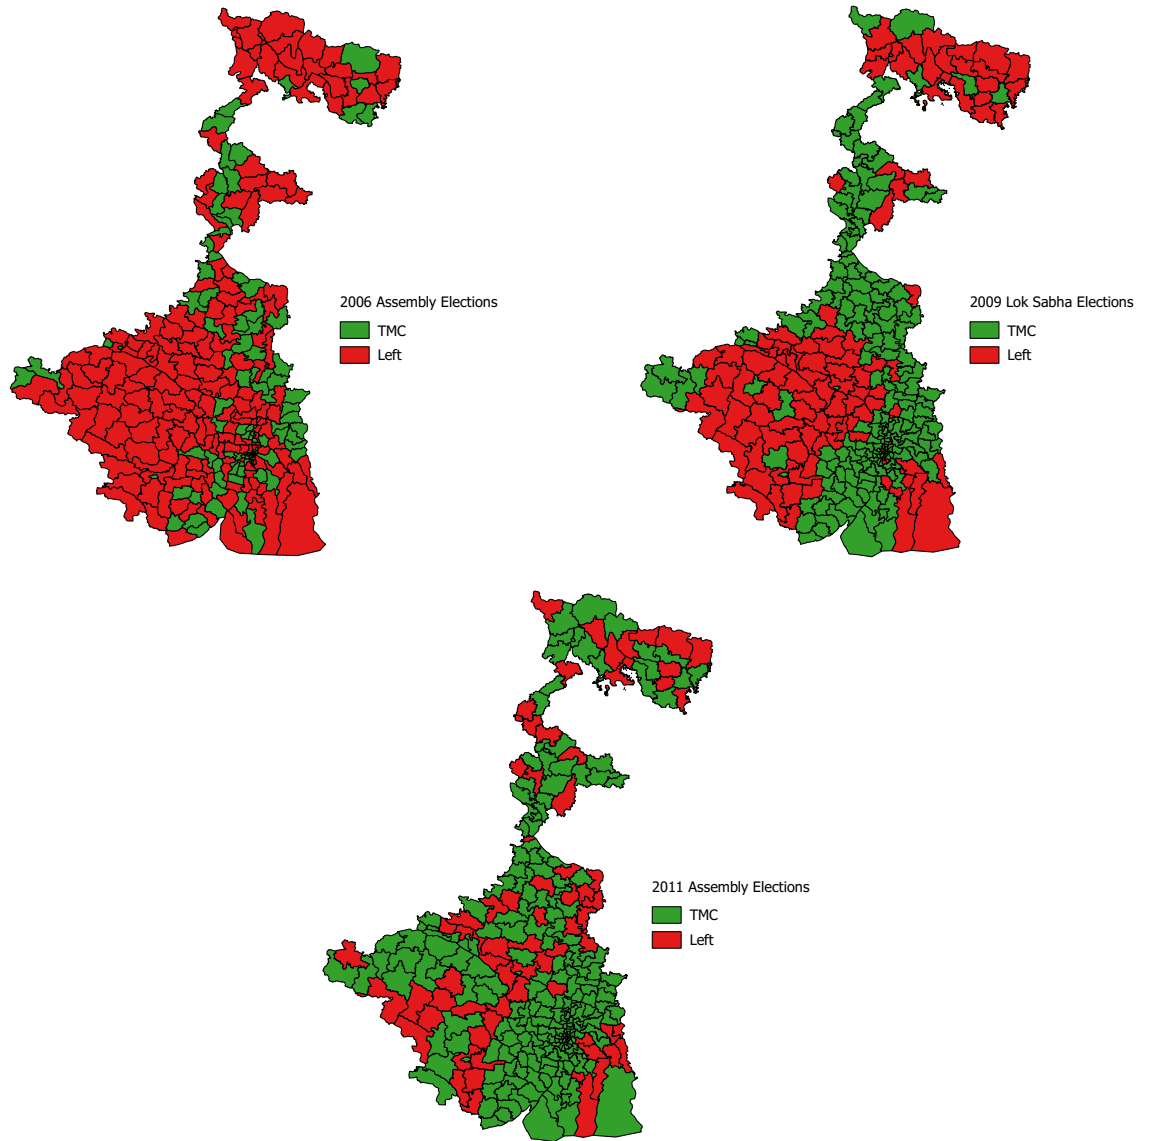 2006 Assembly Elections
TMC
Left
2009 Lok Sabha Elections
TMC
Left
2011 Assembly Elections
TMC
Left